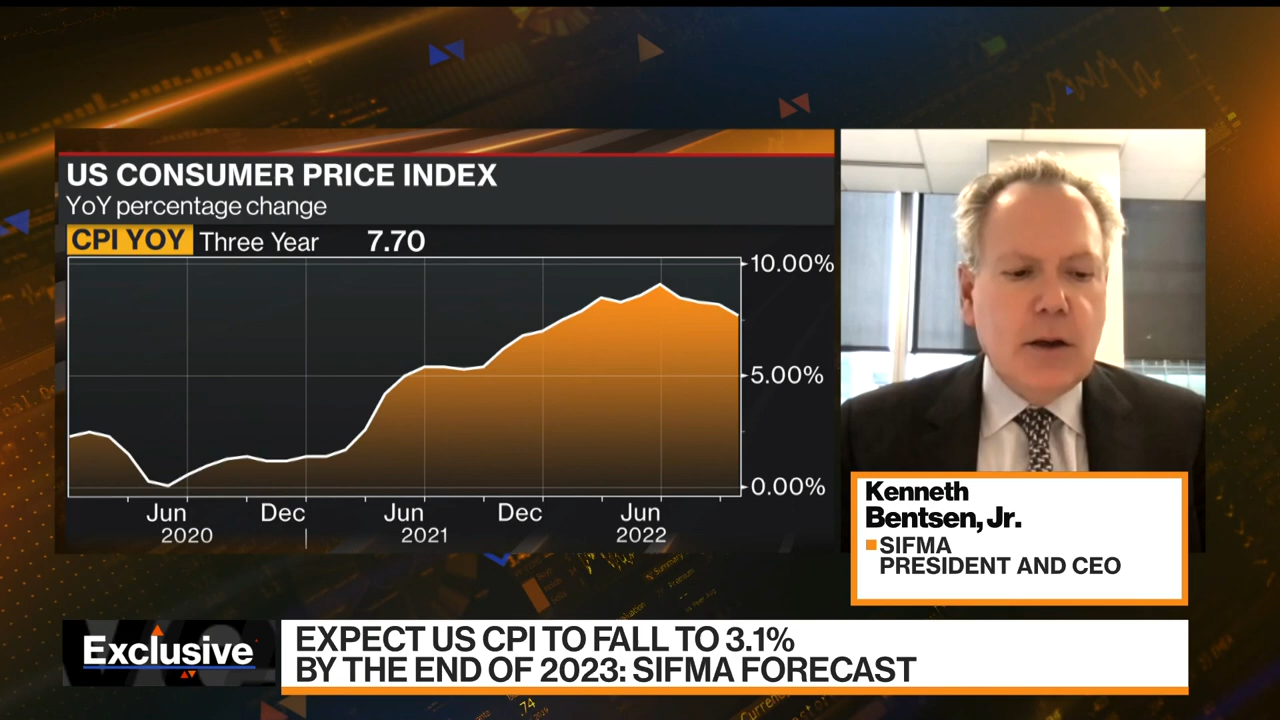 US CONSUMER PRICE INDEX
YoY percentage change
CPI YOY Three Year 7.70
10.00%
5.00%
0.00%
Jun Dec Jun Dec Jun
2020 2021 2022
Kenneth
Bentsen, Jr.
SIFMA
PRESIDENT AND CEO
Exclusive
EXPECT US CPI TO FALL TO 3.1%
BY THE END OF 2023: SIFMA FORECAST
.74